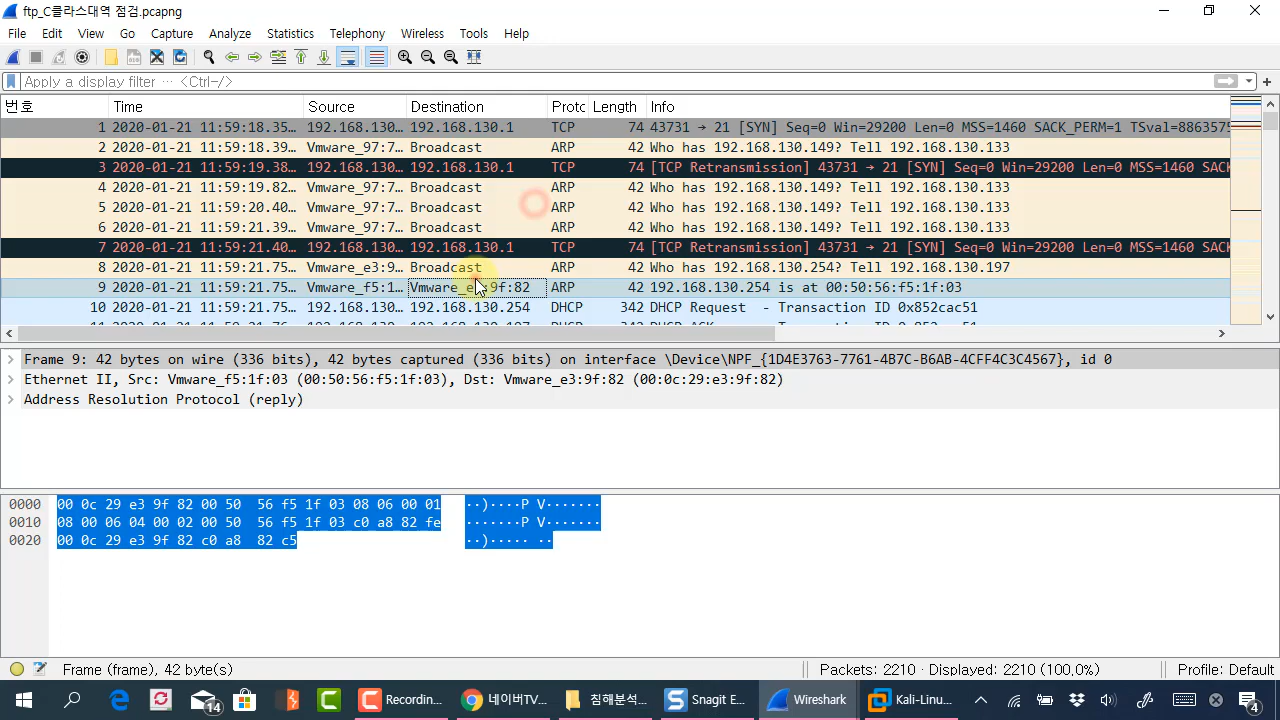 ftp_C클라스대역 점검.pcapng
File Edit View Go Capture Analyze Statistics Telephony Wireless Tools Help
Apply a display filter … <Ctrl-/>
번호 Time Source Destination Protc Length Info
1 2020-01-21 11:59:18.35… 192.168.130… 192.168.130.1 TCP 74 43731 → 21 [SYN] Seq=0 Win=29200 Len=0 MSS=1460 SACK_PERM=1 TSval=8863575
2 2020-01-21 11:59:18.39… Vmware_97:7… Broadcast ARP 42 Who has 192.168.130.149? Tell 192.168.130.133
3 2020-01-21 11:59:19.38… 192.168.130… 192.168.130.1 TCP 74 [TCP Retransmission] 43731 → 21 [SYN] Seq=0 Win=29200 Len=0 MSS=1460 SACK
4 2020-01-21 11:59:19.82… Vmware_97:7… Broadcast ARP 42 Who has 192.168.130.149? Tell 192.168.130.133
5 2020-01-21 11:59:20.40… Vmware_97:7… Broadcast ARP 42 Who has 192.168.130.149? Tell 192.168.130.133
6 2020-01-21 11:59:21.39… Vmware_97:7… Broadcast ARP 42 Who has 192.168.130.149? Tell 192.168.130.133
7 2020-01-21 11:59:21.40… 192.168.130… 192.168.130.1 TCP 74 [TCP Retransmission] 43731 → 21 [SYN] Seq=0 Win=29200 Len=0 MSS=1460 SACK
8 2020-01-21 11:59:21.75… Vmware_e3:9… Broadcast ARP 42 Who has 192.168.130.254? Tell 192.168.130.197
9 2020-01-21 11:59:21.75… Vmware_f5:1… Vmware_e3:9f:82 ARP 42 192.168.130.254 is at 00:50:56:f5:1f:03
10 2020-01-21 11:59:21.75… 192.168.130… 192.168.130.254 DHCP 342 DHCP Request - Transaction ID 0x852cac51
Frame 9: 42 bytes on wire (336 bits), 42 bytes captured (336 bits) on interface \Device\NPF_{1D4E3763-7761-4B7C-B6AB-4CFF4C3C4567}, id 0
Ethernet II, Src: Vmware_f5:1f:03 (00:50:56:f5:1f:03), Dst: Vmware_e3:9f:82 (00:0c:29:e3:9f:82)
Address Resolution Protocol (reply)
0000 00 0c 29 e3 9f 82 00 50 56 f5 1f 03 08 06 00 01 ··)····P V·······
0010 08 00 06 04 00 02 00 50 56 f5 1f 03 c0 a8 82 fe ·······P V·······
0020 00 0c 29 e3 9f 82 c0 a8 82 c5 ··)····· ··
Frame (frame), 42 byte(s) Packets: 2210 · Displayed: 2210 (100,0%) Profile: Default
14 Recordin… 네이버TV… 침해분석… Snagit E… Wireshark Kali-Linu… 4